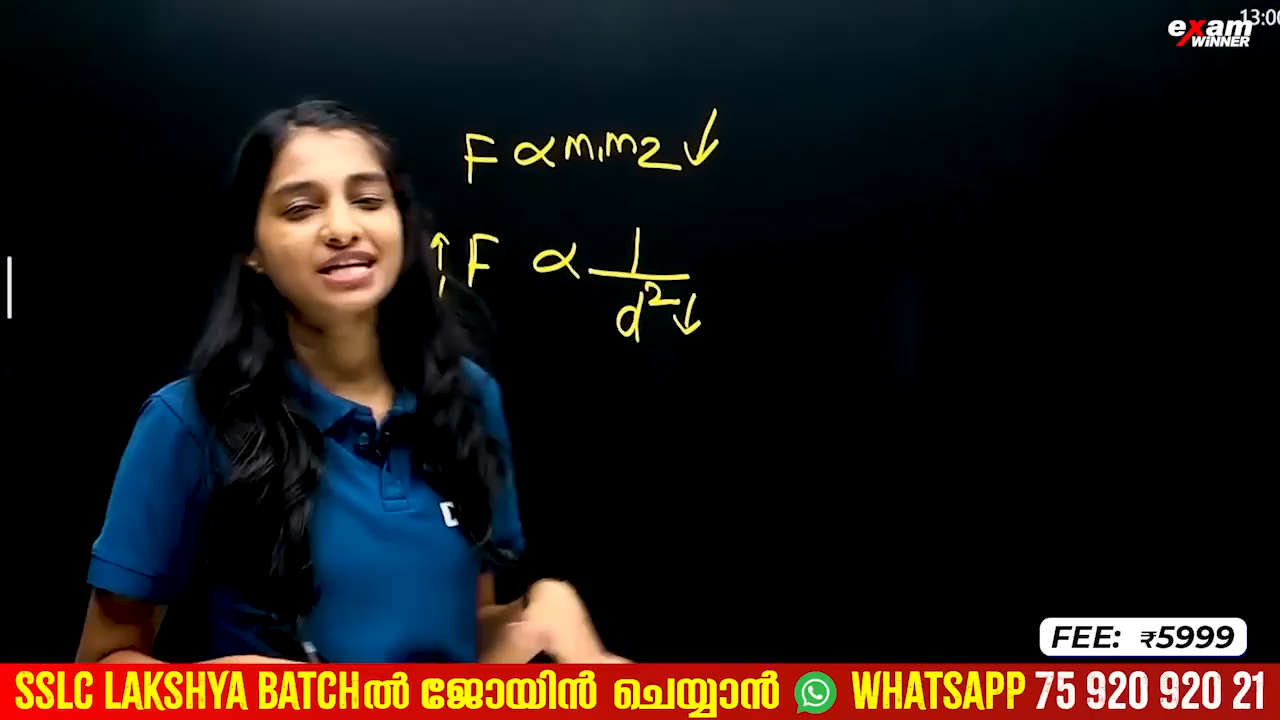 13:00
exam
WINNER
F ∝ m₁m₂ ↓
↑ F ∝ 1/d² ↓
FEE: ₹5999
SSLC LAKSHYA BATCHൽ ജോയിൻ ചെയ്യാൻ WHATSAPP 75 920 920 21